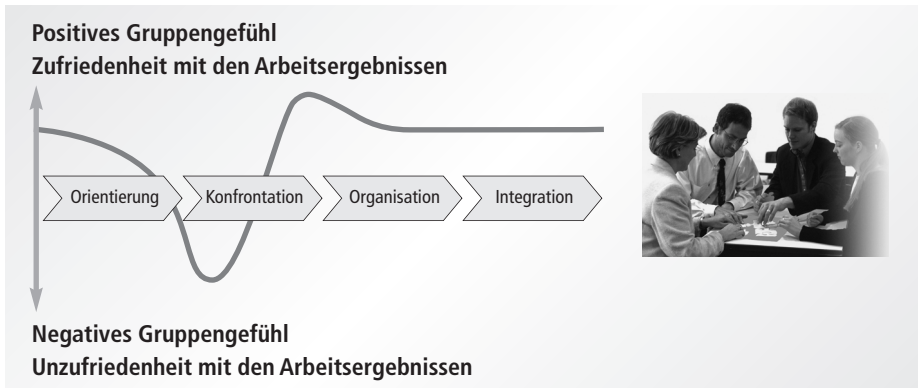 Positives Gruppengefühl
Zufriedenheit mit den Arbeitsergebnissen
Orientierung
Konfrontation
Organisation
Integration
Negatives Gruppengefühl
Unzufriedenheit mit den Arbeitsergebnissen